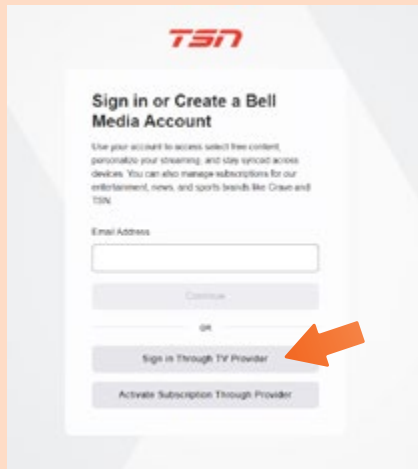 TSN
Sign in or Create a Bell
Media Account
Use your account to access select free content,
personalize your streaming, and stay synced across
devices. You can also manage subscriptions for our
entertainment, news, and sports brands like Crave and
TSN.
Email Address
Continue
OR
Sign in Through TV Provider
Activate Subscription Through Provider